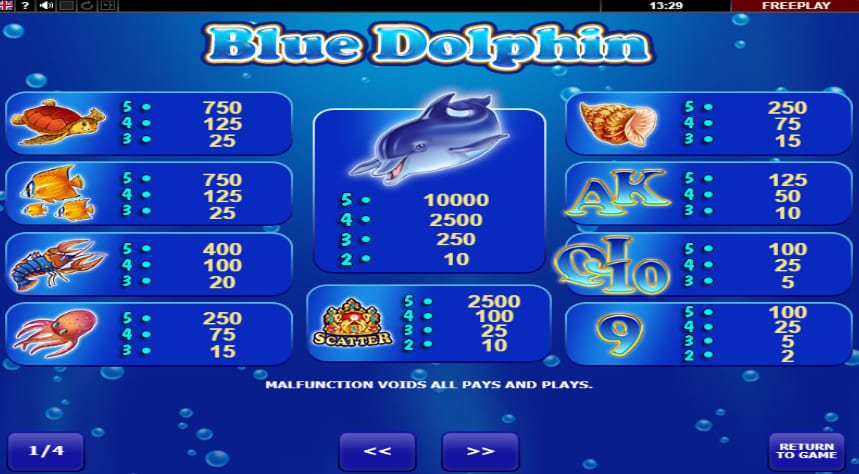 ?
13:29
FREEPLAY
Blue Dolphin
5 • 750
4 • 125
3 • 25
5 • 750
4 • 125
3 • 25
5 • 400
4 • 100
3 • 20
5 • 250
4 • 75
3 • 15
5 • 10000
4 • 2500
3 • 250
2 • 10
SCATTER
5 • 2500
4 • 100
3 • 25
2 • 10
5 • 250
4 • 75
3 • 15
AK
5 • 125
4 • 50
3 • 10
QJ10
5 • 100
4 • 25
3 • 5
9
5 • 100
4 • 25
3 • 5
2 • 2
MALFUNCTION VOIDS ALL PAYS AND PLAYS.
1/4
<<
>>
RETURN
TO GAME